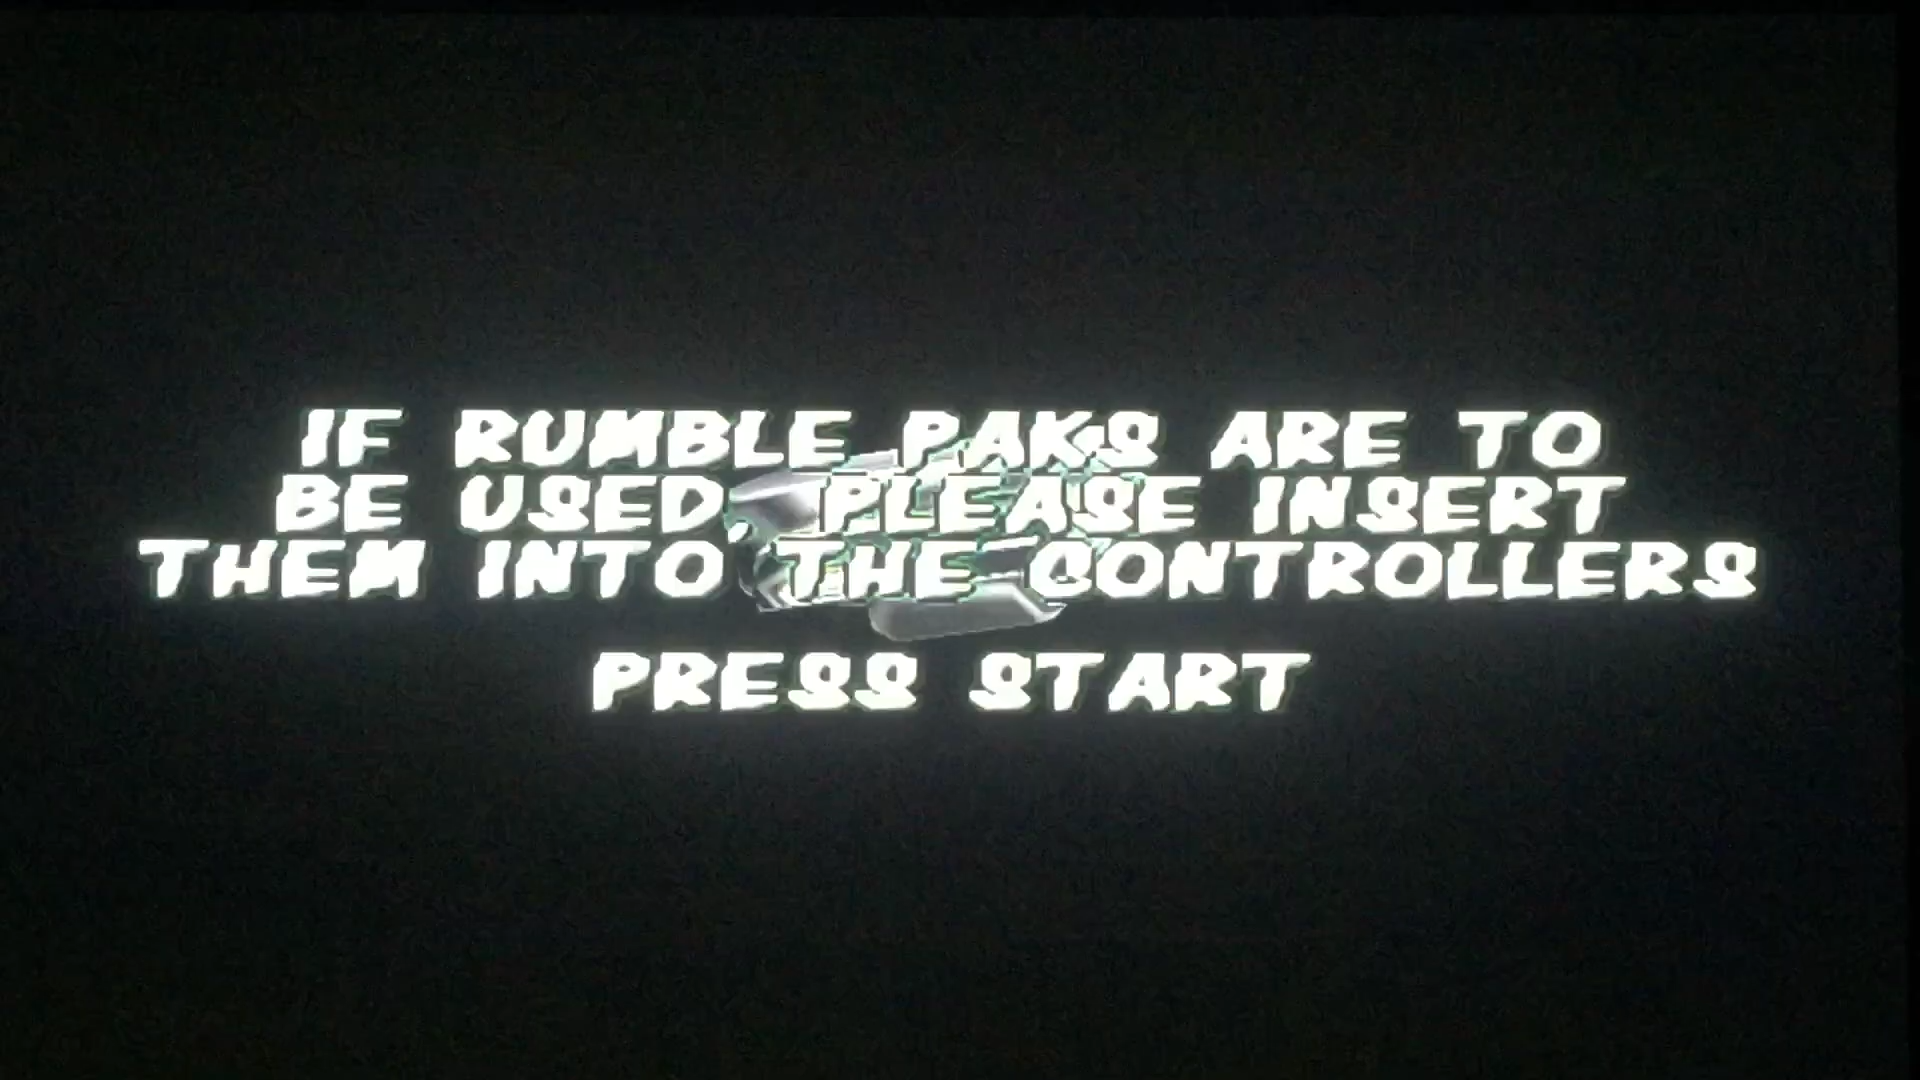 IF RUMBLE PAKS ARE TO
BE USED, PLEASE INSERT
THEM INTO THE CONTROLLERS
PRESS START